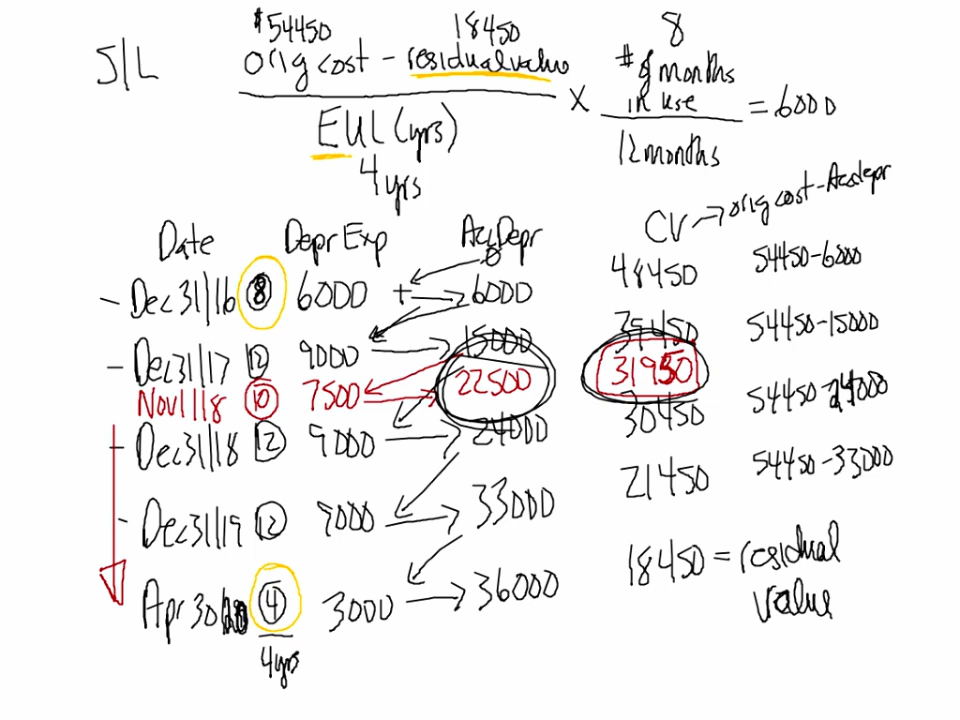 $54450 18450 8
S/L orig cost - residual value # of months in use
X = 6000
EUL (yrs) 12 months
4 yrs
CV → orig cost - Accdepr
Date Depr Exp AccDepr
0
- Dec 31/16 8 6000 + 6000 48450 54450-6000
- Dec 31/17 12 9000 15000 39450 54450-15000
Nov 1/18 10 7500 22500 31950
- Dec 31/18 12 9000 24000 30450 54450-24000
- Dec 31/19 12 9000 33000 21450 54450-33000
Apr 30/20 4 3000 36000 18450 = residual value
4 yrs